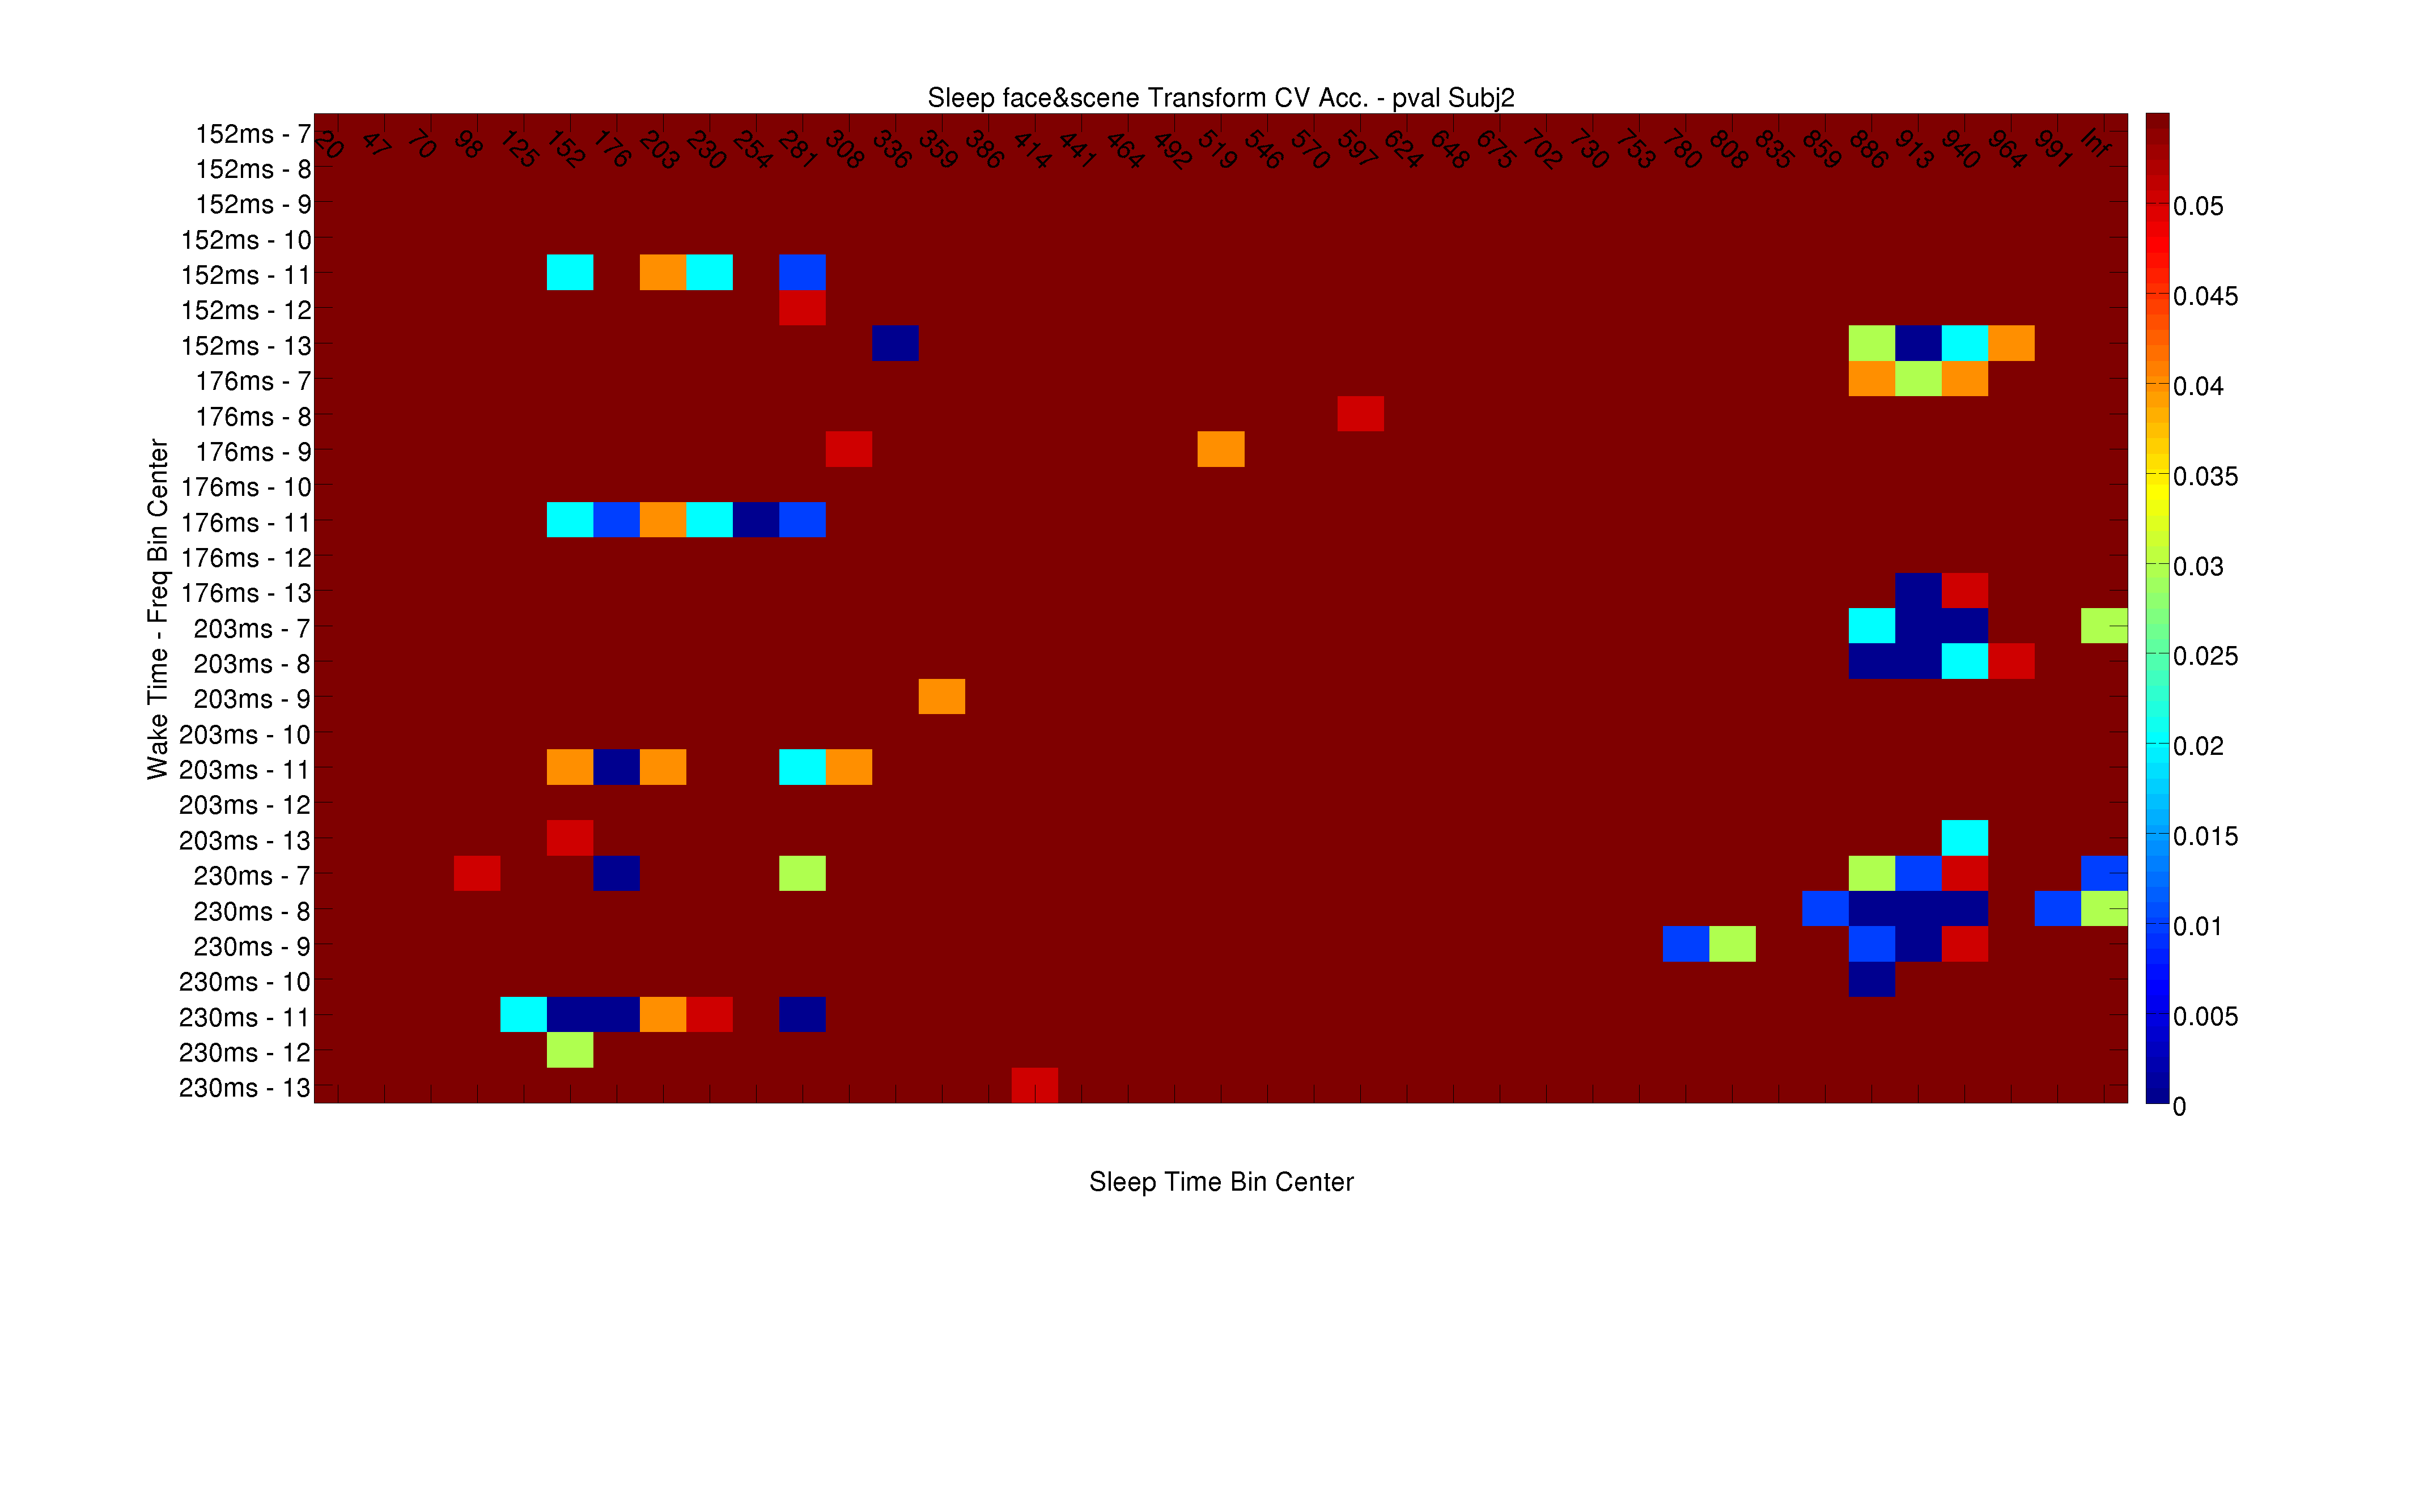 Sleep face&scene Transform CV Acc. - pval Subj2
152ms - 7
152ms - 8
152ms - 9
152ms - 10
152ms - 11
152ms - 12
152ms - 13
176ms - 7
176ms - 8
176ms - 9
176ms - 10
176ms - 11
176ms - 12
176ms - 13
203ms - 7
203ms - 8
203ms - 9
203ms - 10
203ms - 11
203ms - 12
203ms - 13
230ms - 7
230ms - 8
230ms - 9
230ms - 10
230ms - 11
230ms - 12
230ms - 13
Wake Time - Freq Bin Center
20 47 70 98 125 152 176 203 230 254 281 308 336 359 386 414 441 464 492 519 546 570 597 624 648 675 702 730 753 780 808 835 859 886 913 940 964 991 Inf
0.05
0.045
0.04
0.035
0.03
0.025
0.02
0.015
0.01
0.005
0
Sleep Time Bin Center